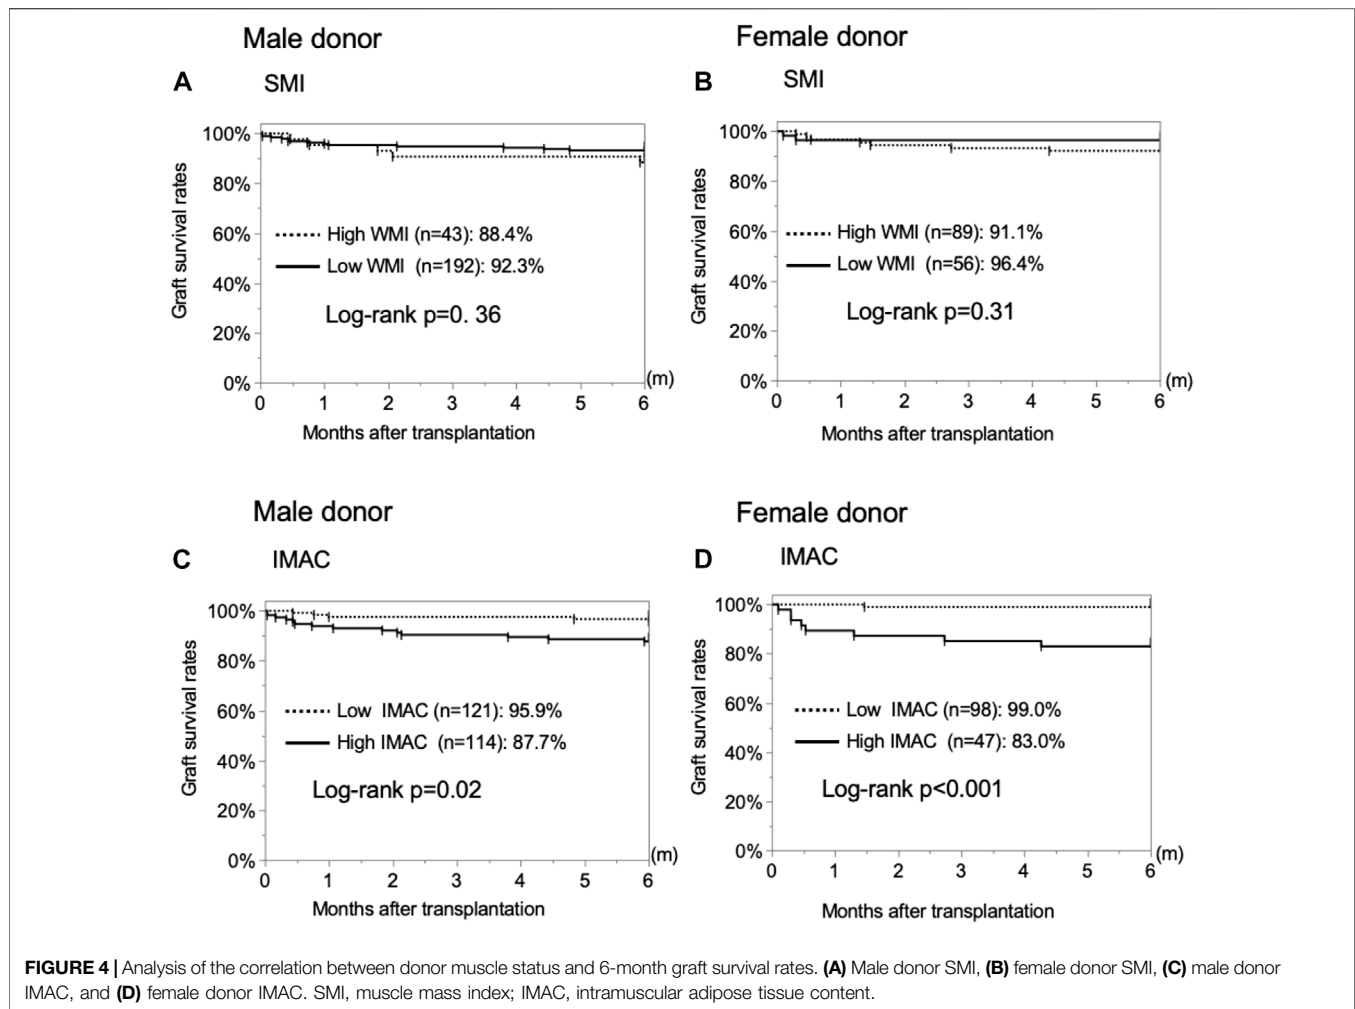 Male donor
A SMI
100%
80%
60%
40%
20%
0%
Graft survival rates
High WMI (n=43): 88.4%
Low WMI (n=192): 92.3%
Log-rank p=0. 36
(m)
0 1 2 3 4 5 6
Months after transplantation
Female donor
B SMI
100%
80%
60%
40%
20%
0%
Graft survival rates
High WMI (n=89): 91.1%
Low WMI (n=56): 96.4%
Log-rank p=0.31
(m)
0 1 2 3 4 5 6
Months after transplantation
Male donor
C IMAC
100%
80%
60%
40%
20%
0%
Graft survival rates
Low IMAC (n=121): 95.9%
High IMAC (n=114): 87.7%
Log-rank p=0.02
(m)
0 1 2 3 4 5 6
Months after transplantation
Female donor
D IMAC
100%
80%
60%
40%
20%
0%
Graft survival rates
Low IMAC (n=98): 99.0%
High IMAC (n=47): 83.0%
Log-rank p<0.001
(m)
0 1 2 3 4 5 6
Months after transplantation
FIGURE 4 | Analysis of the correlation between donor muscle status and 6-month graft survival rates. (A) Male donor SMI, (B) female donor SMI, (C) male donor
IMAC, and (D) female donor IMAC. SMI, muscle mass index; IMAC, intramuscular adipose tissue content.